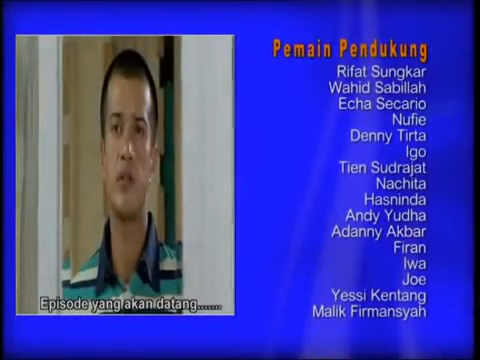 Pemain Pendukung
Rifat Sungkar
Wahid Sabillah
Echa Secario
Nufie
Denny Tirta
Igo
Tien Sudrajat
Nachita
Hasninda
Andy Yudha
Adanny Akbar
Firan
Iwa
Joe
Yessi Kentang
Malik Firmansyah
Episode yang akan datang.......